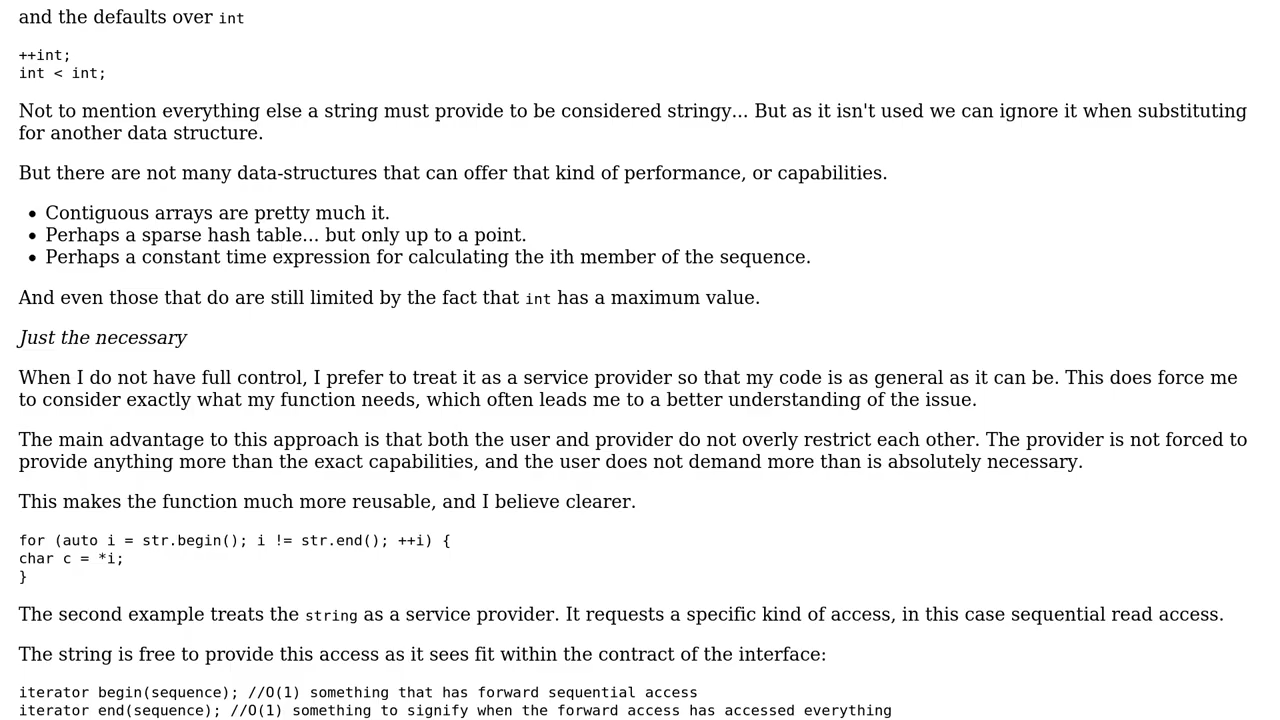 and the defaults over int
++int;
int < int;
Not to mention everything else a string must provide to be considered stringy... But as it isn't used we can ignore it when substituting
for another data structure.
But there are not many data-structures that can offer that kind of performance, or capabilities.
• Contiguous arrays are pretty much it.
• Perhaps a sparse hash table... but only up to a point.
• Perhaps a constant time expression for calculating the ith member of the sequence.
And even those that do are still limited by the fact that int has a maximum value.
Just the necessary
When I do not have full control, I prefer to treat it as a service provider so that my code is as general as it can be. This does force me
to consider exactly what my function needs, which often leads me to a better understanding of the issue.
The main advantage to this approach is that both the user and provider do not overly restrict each other. The provider is not forced to
provide anything more than the exact capabilities, and the user does not demand more than is absolutely necessary.
This makes the function much more reusable, and I believe clearer.
for (auto i = str.begin(); i != str.end(); ++i) {
char c = *i;
}
The second example treats the string as a service provider. It requests a specific kind of access, in this case sequential read access.
The string is free to provide this access as it sees fit within the contract of the interface:
iterator begin(sequence); //O(1) something that has forward sequential access
iterator end(sequence); //O(1) something to signify when the forward access has accessed everything